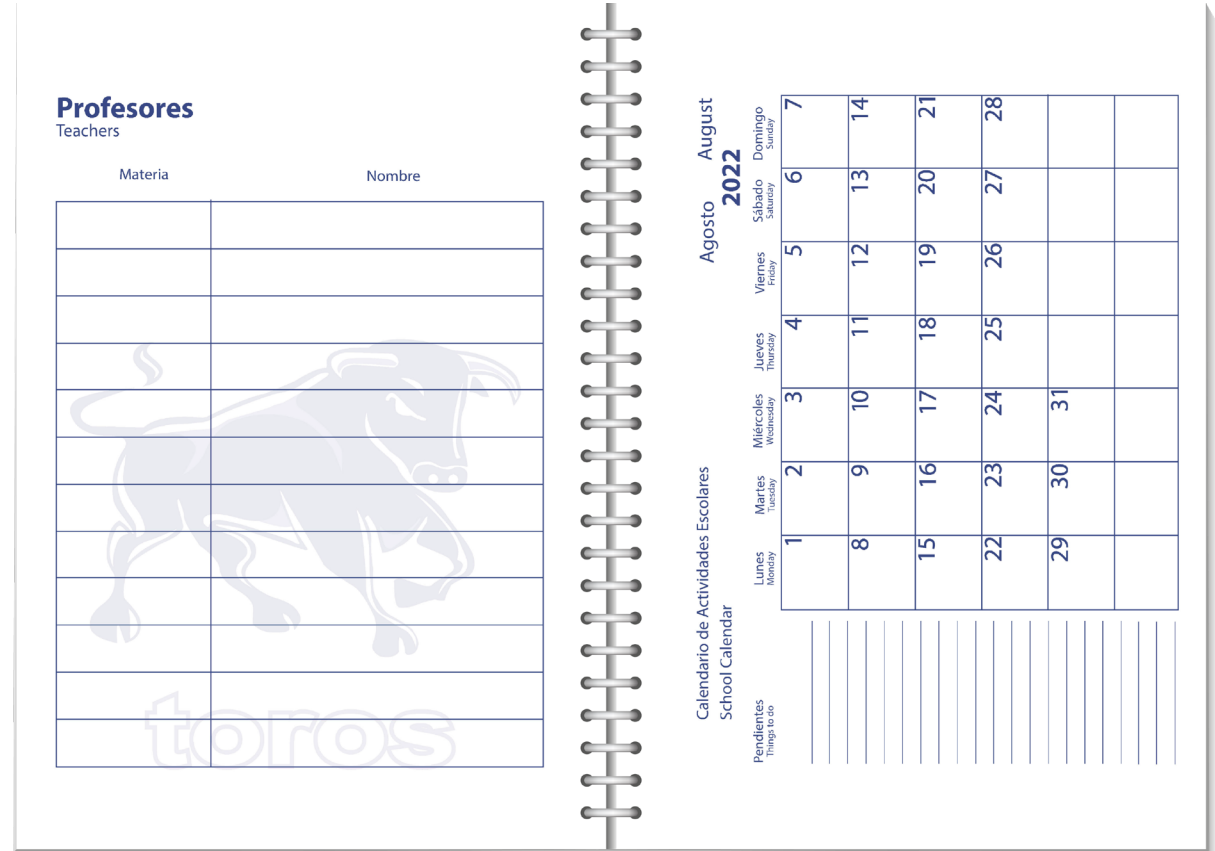 Profesores
Teachers
Materia Nombre
toros
Calendario de Actividades Escolares
School Calendar
Agosto August
2022
Pendientes
Things to do
Lunes Martes Miércoles Jueves Viernes Sábado Domingo
Monday Tuesday Wednesday Thursday Friday Saturday Sunday
1 2 3 4 5 6 7
8 9 10 11 12 13 14
15 16 17 18 19 20 21
22 23 24 25 26 27 28
29 30 31